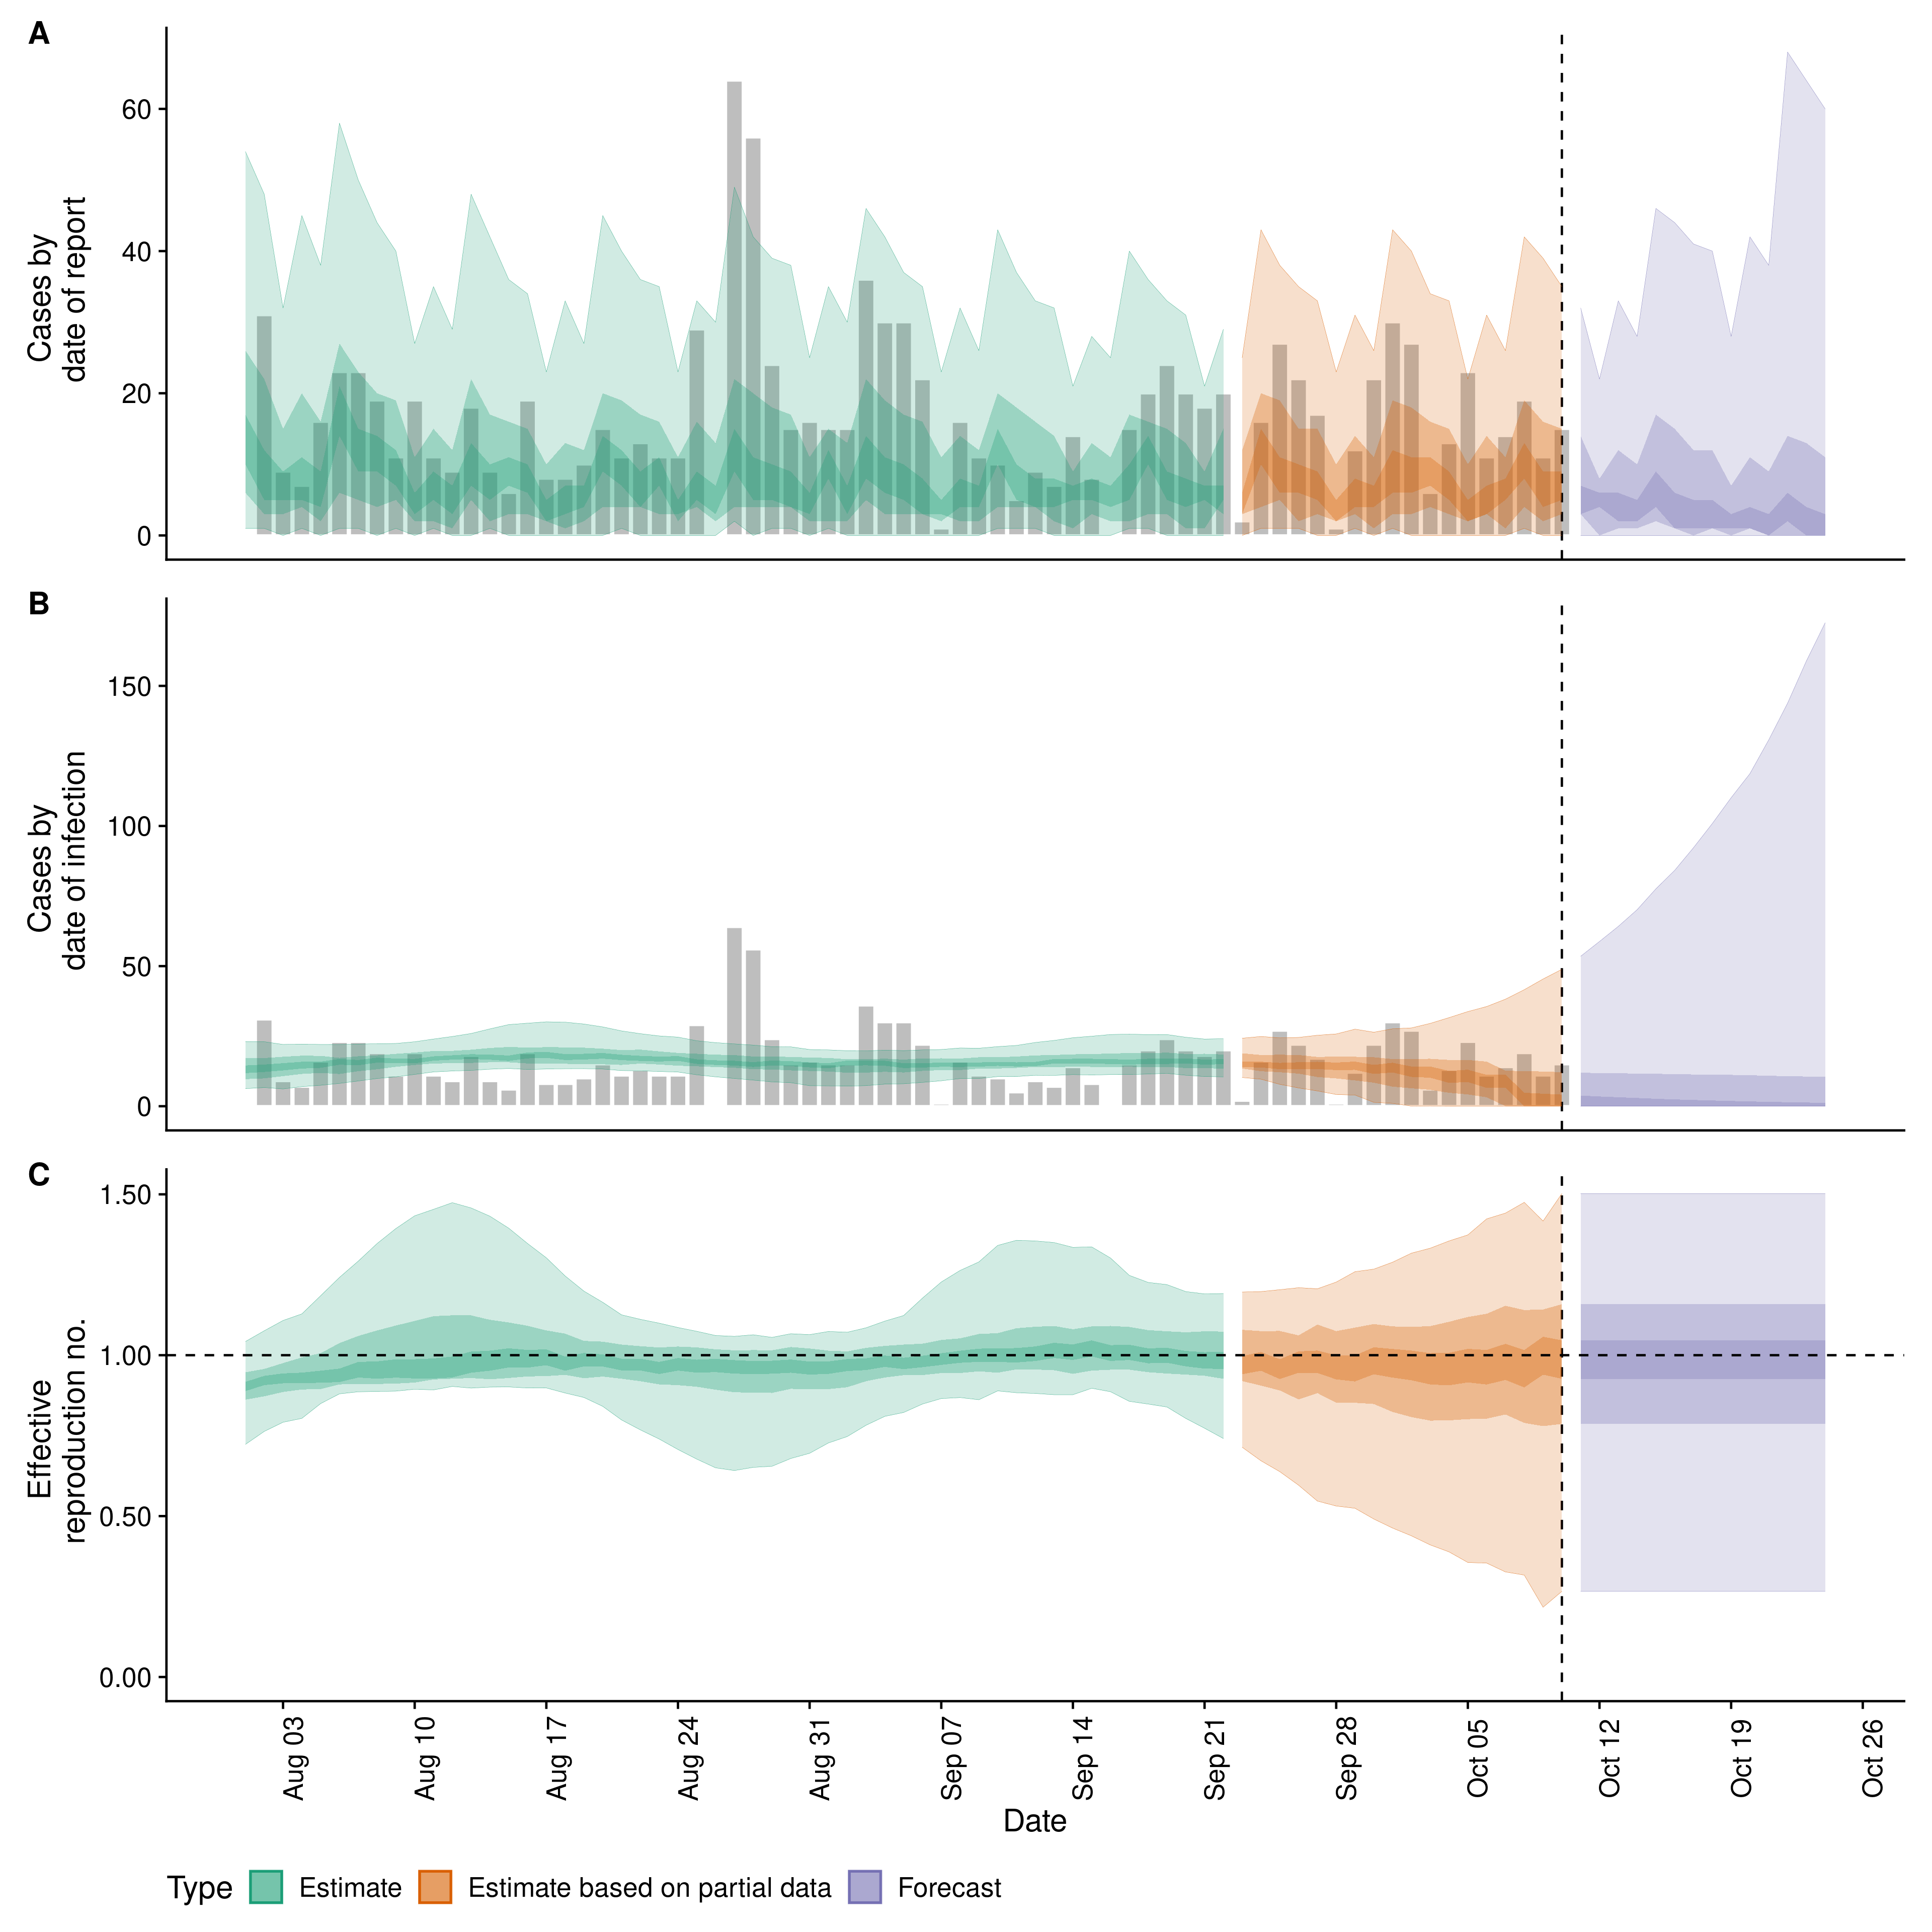 A
Cases by
date of report
60
40
20
0
B
Cases by
date of infection
150
100
50
0
C
Effective
reproduction no.
1.50
1.00
0.50
0.00
Aug 03
Aug 10
Aug 17
Aug 24
Aug 31
Sep 07
Sep 14
Sep 21
Sep 28
Oct 05
Oct 12
Oct 19
Oct 26
Date
Type Estimate Estimate based on partial data Forecast